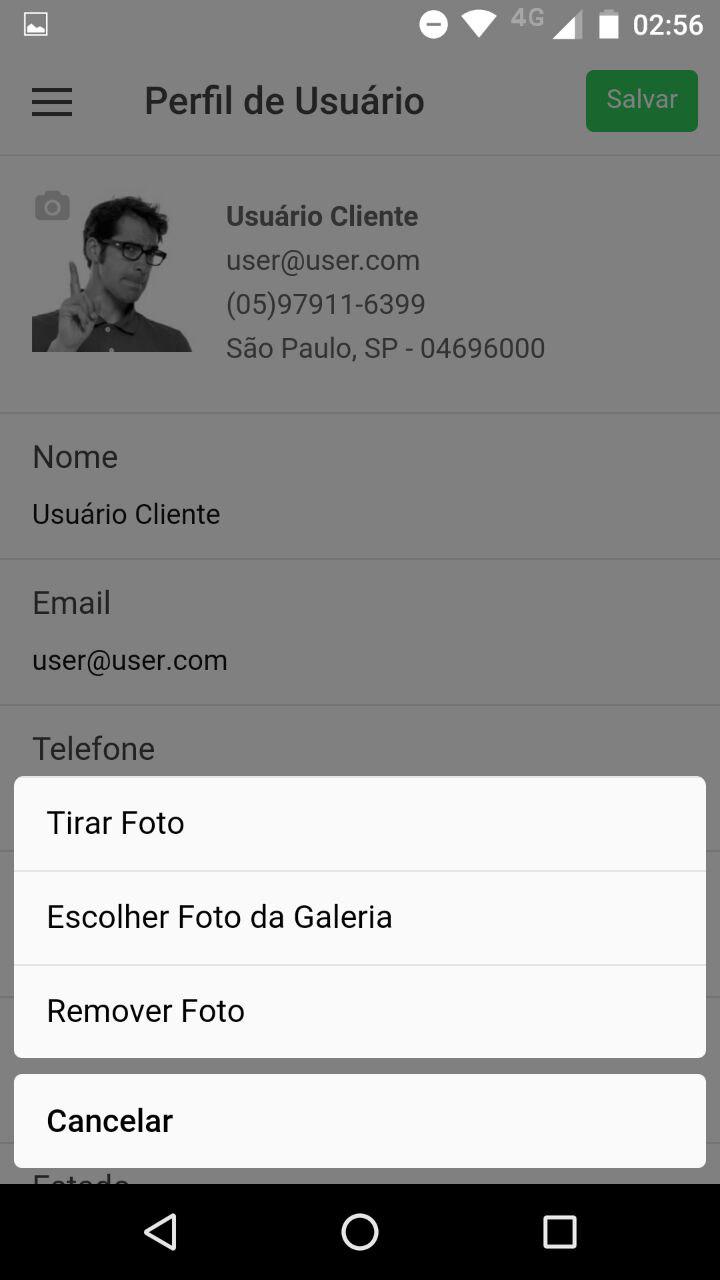 4G 02:56
Perfil de Usuário Salvar
Usuário Cliente
user@user.com
(05)97911-6399
São Paulo, SP - 04696000
Nome
Usuário Cliente
Email
user@user.com
Telefone
Tirar Foto
Escolher Foto da Galeria
Remover Foto
Cancelar
Estado